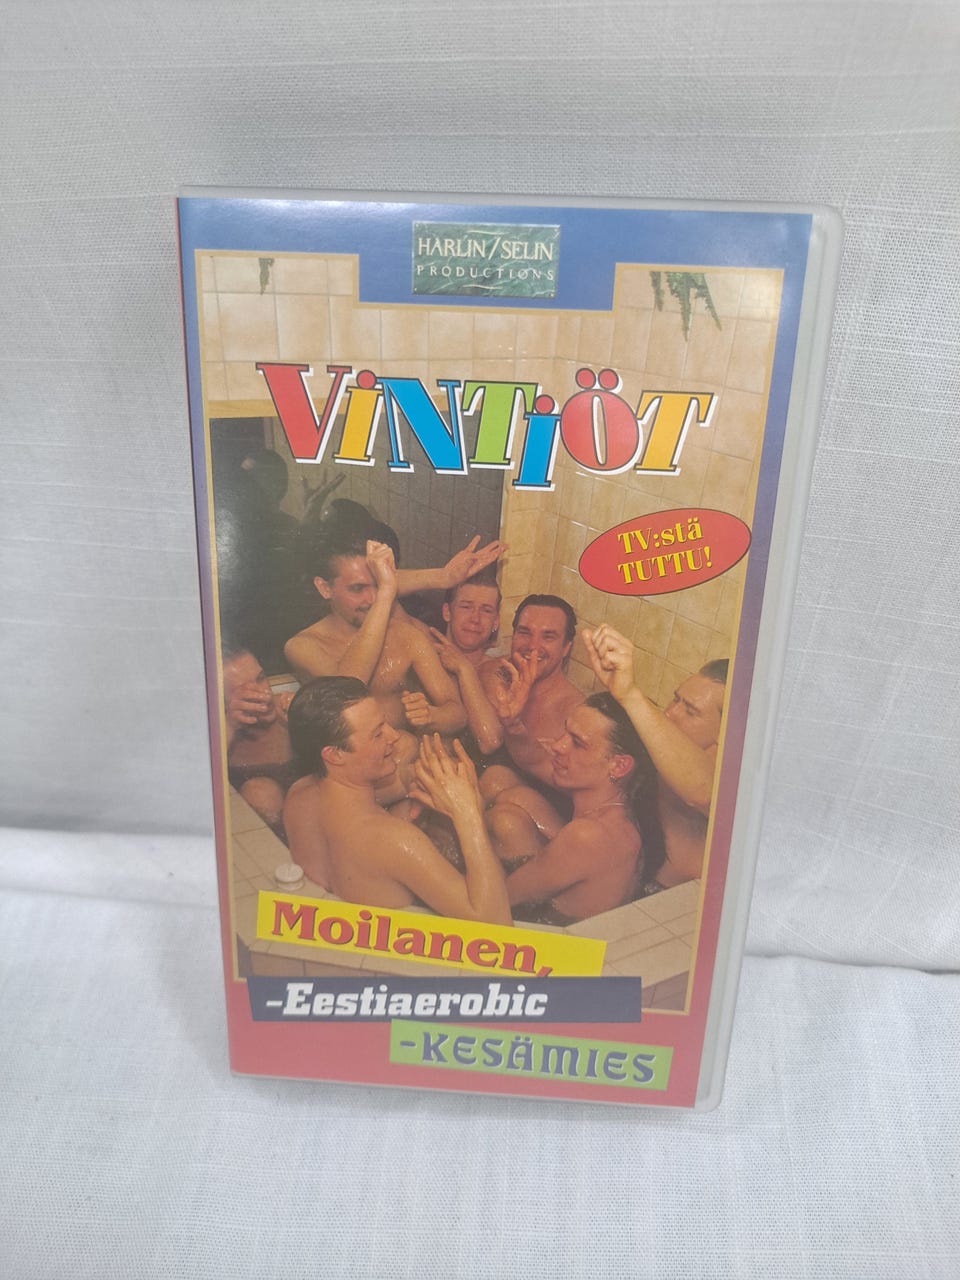 HARLIN/SELIN
PRODUCTIONS
ViNTiÖT
TV:stä
TUTTU!
Moilanen,
-Eestiaerobic
-KESÄMIES